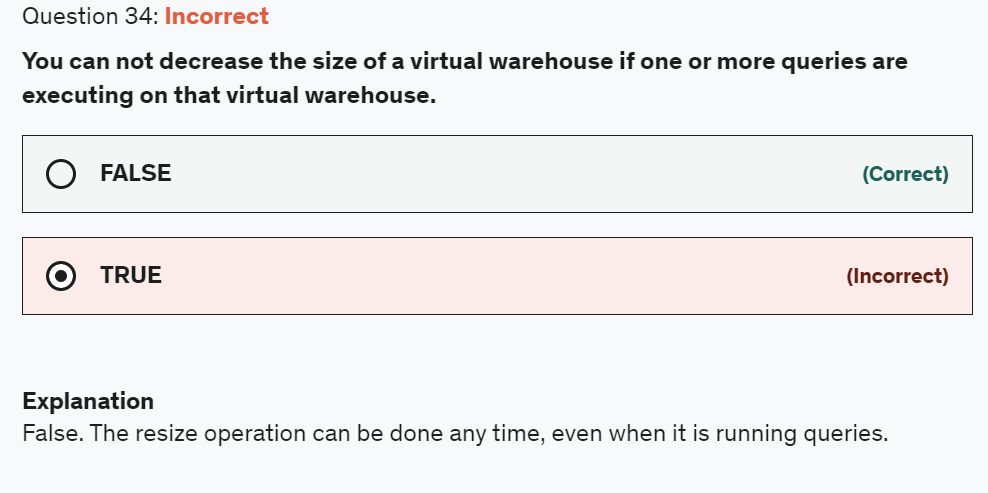 Question 34: Incorrect
You can not decrease the size of a virtual warehouse if one or more queries are
executing on that virtual warehouse.
FALSE (Correct)
TRUE (Incorrect)
Explanation
False. The resize operation can be done any time, even when it is running queries.